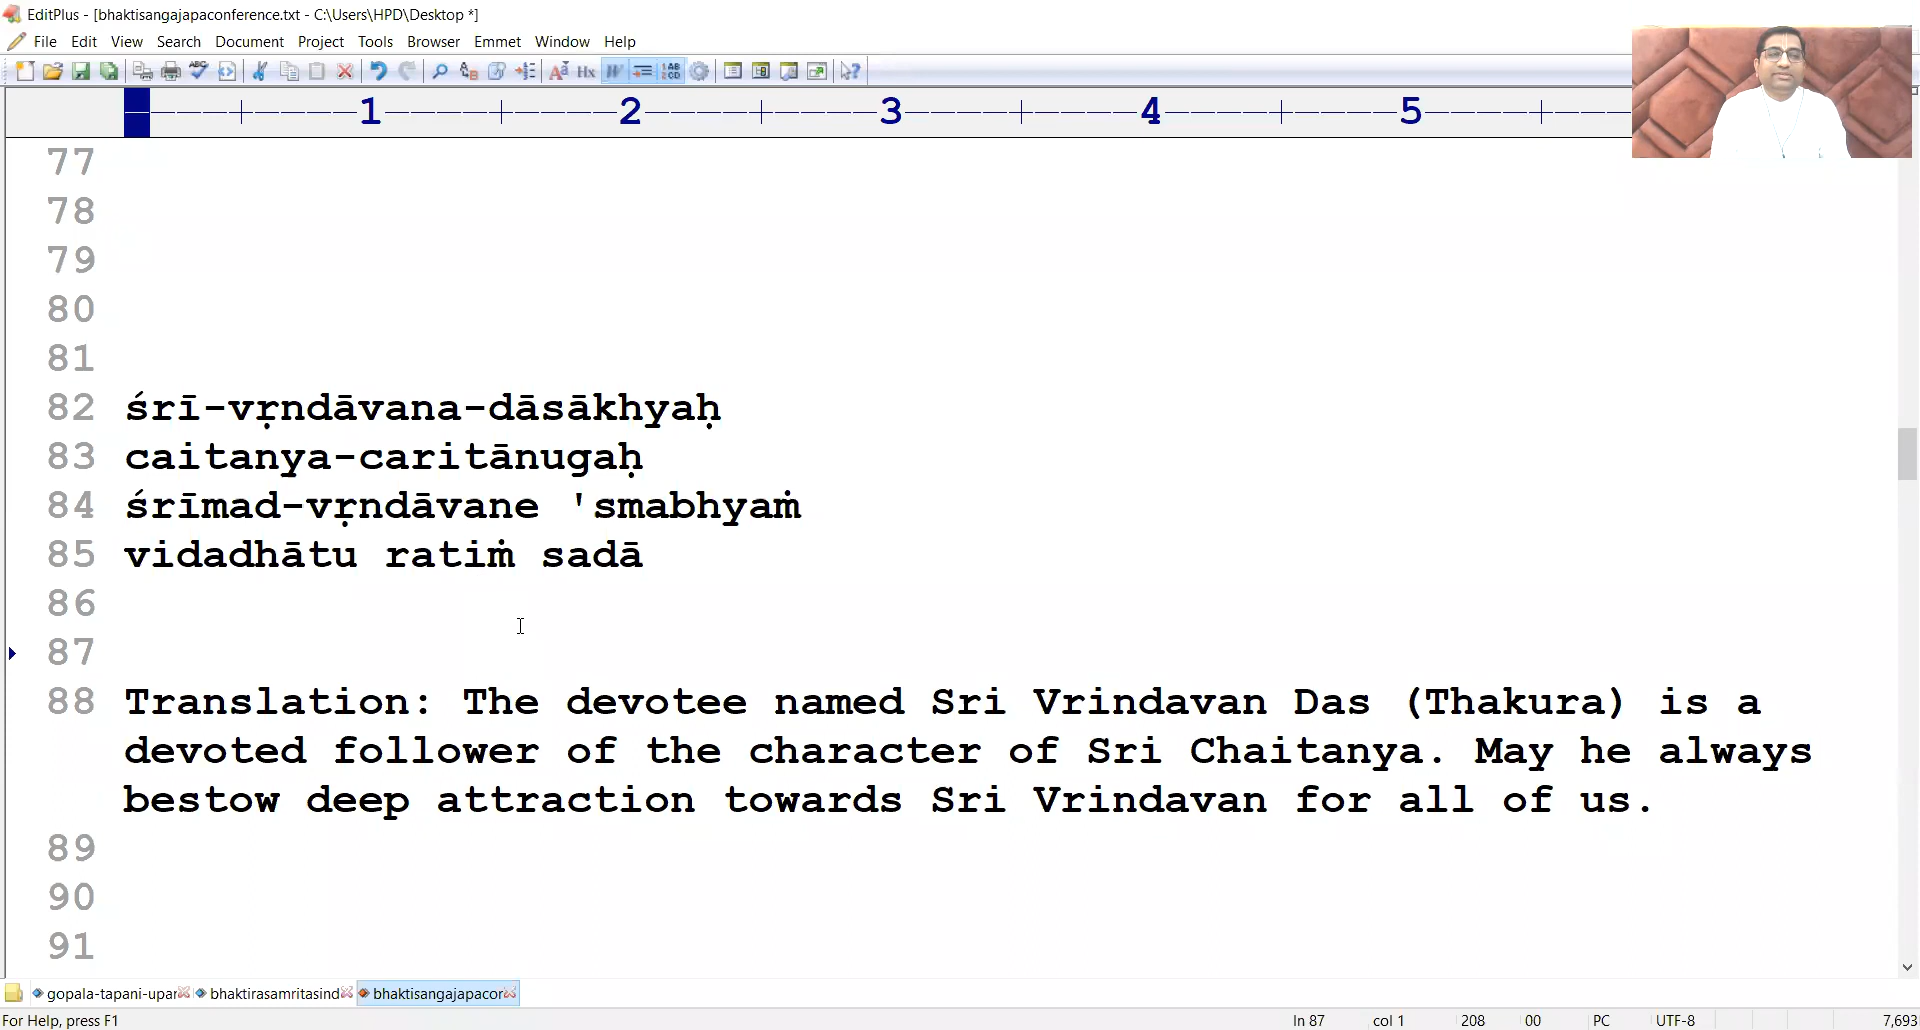 EditPlus - [bhaktisangajapaconference.txt - C:\Users\HPD\Desktop *]
File Edit View Search Document Project Tools Browser Emmet Window Help
1 2 3 4 5
77
78
79
80
81
82 śrī-vṛndāvana-dāsākhyaḥ
83 caitanya-caritānugaḥ
84 śrīmad-vṛndāvane 'smabhyaṁ
85 vidadhātu ratiṁ sadā
86
87
88 Translation: The devotee named Sri Vrindavan Das (Thakura) is a
devoted follower of the character of Sri Chaitanya. May he always
bestow deep attraction towards Sri Vrindavan for all of us.
89
90
91
gopala-tapani-upar bhaktirasamritasind bhaktisangajapacor
For Help, press F1 ln 87 col 1 208 00 PC UTF-8 7,693